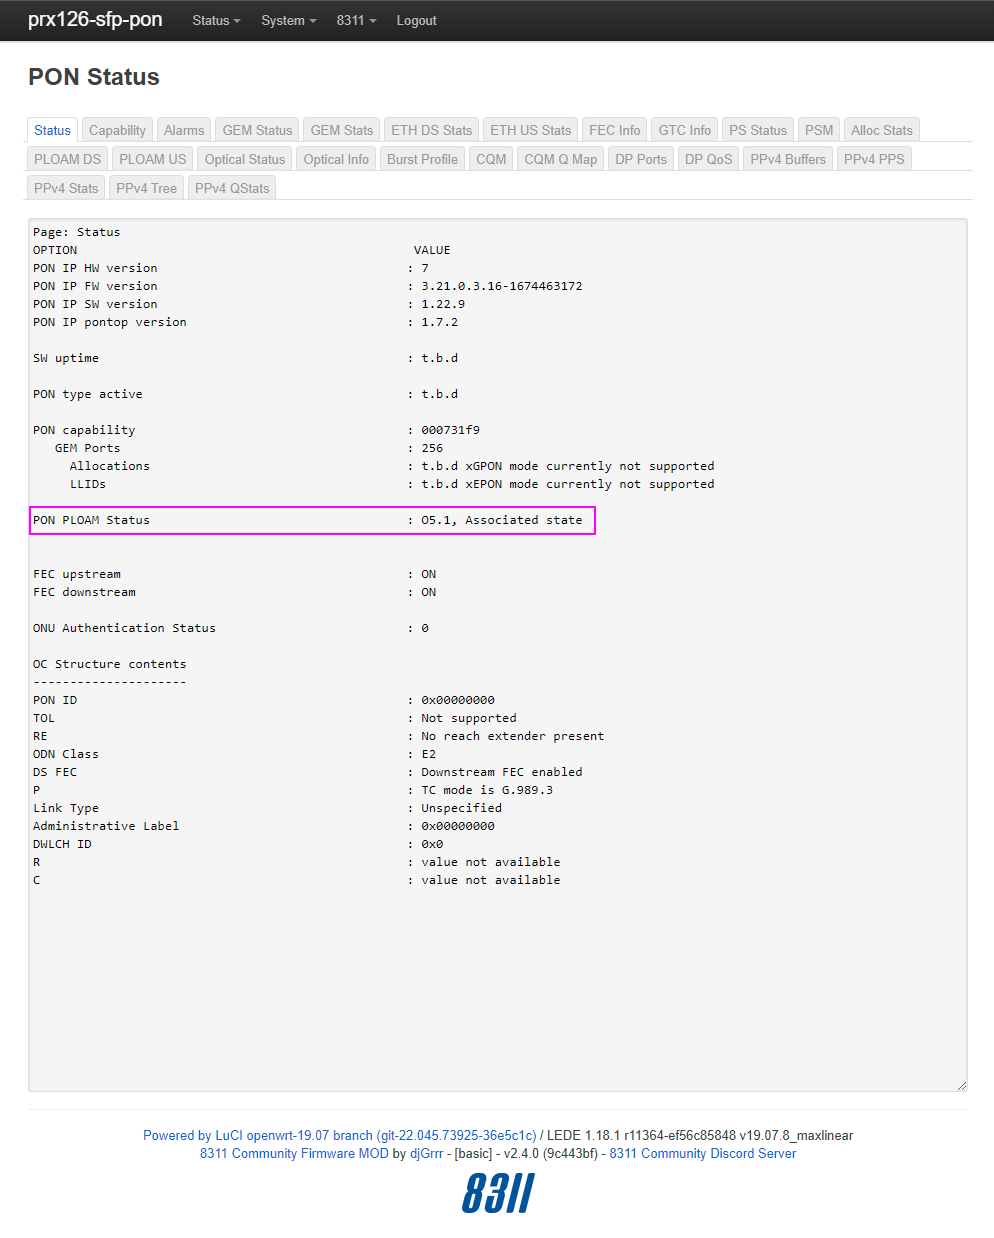 prx126-sfp-pon Status System 8311 Logout
PON Status
Status Capability Alarms GEM Status GEM Stats ETH DS Stats ETH US Stats FEC Info GTC Info PS Status PSM Alloc Stats
PLOAM DS PLOAM US Optical Status Optical Info Burst Profile CQM CQM Q Map DP Ports DP QoS PPv4 Buffers PPv4 PPS
PPv4 Stats PPv4 Tree PPv4 QStats
Page: Status
OPTION VALUE
PON IP HW version : 7
PON IP FW version : 3.21.0.3.16-1674463172
PON IP SW version : 1.22.9
PON IP pontop version : 1.7.2
SW uptime : t.b.d
PON type active : t.b.d
PON capability : 000731f9
GEM Ports : 256
Allocations : t.b.d xGPON mode currently not supported
LLIDs : t.b.d xEPON mode currently not supported
PON PLOAM Status : O5.1, Associated state
FEC upstream : ON
FEC downstream : ON
ONU Authentication Status : 0
OC Structure contents
---------------------
PON ID : 0x00000000
TOL : Not supported
RE : No reach extender present
ODN Class : E2
DS FEC : Downstream FEC enabled
P : TC mode is G.989.3
Link Type : Unspecified
Administrative Label : 0x00000000
DWLCH ID : 0x0
R : value not available
C : value not available
Powered by LuCI openwrt-19.07 branch (git-22.045.73925-36e5c1c) / LEDE 1.18.1 r11364-ef56c85848 v19.07.8_maxlinear
8311 Community Firmware MOD by djGrrr - [basic] - v2.4.0 (9c443bf) - 8311 Community Discord Server
8311